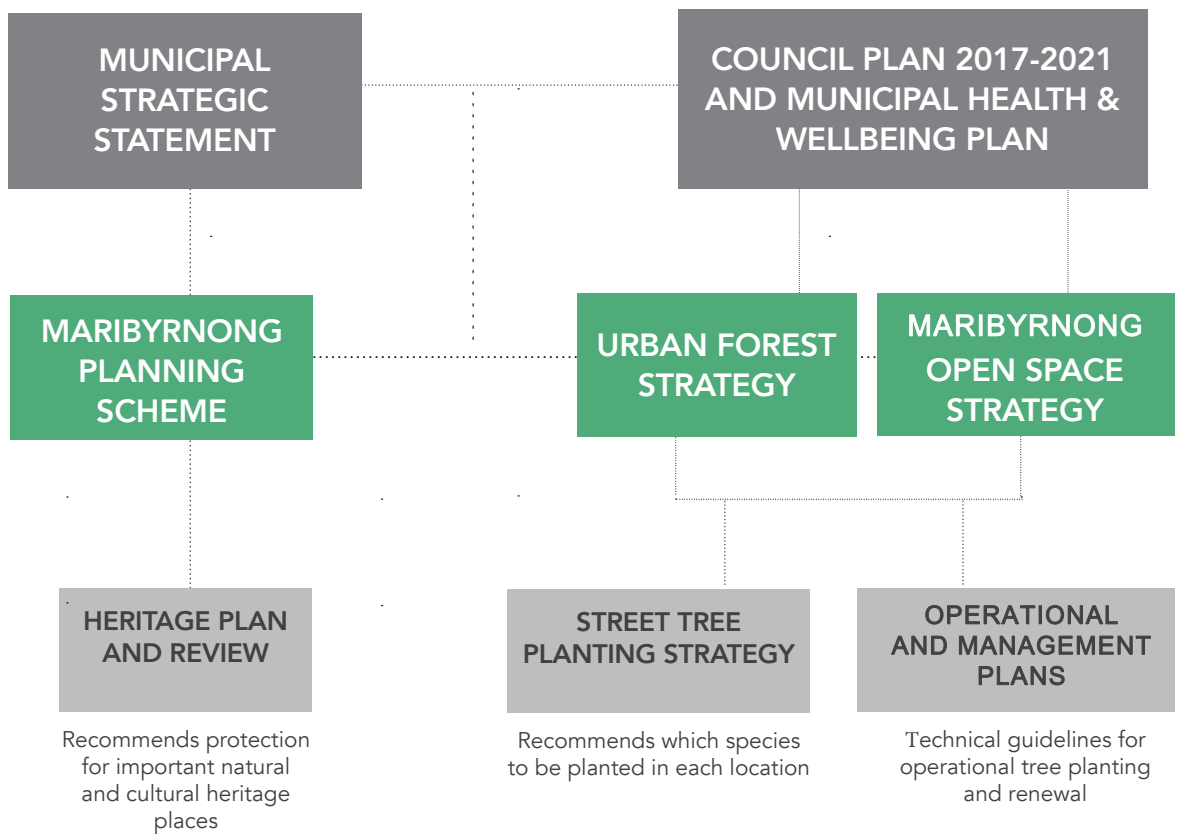 MUNICIPAL
STRATEGIC
STATEMENT
COUNCIL PLAN 2017-2021
AND MUNICIPAL HEALTH &
WELLBEING PLAN
MARIBYRNONG
PLANNING
SCHEME
URBAN FOREST
STRATEGY
MARIBYRNONG
OPEN SPACE
STRATEGY
HERITAGE PLAN
AND REVIEW
STREET TREE
PLANTING STRATEGY
OPERATIONAL
AND MANAGEMENT
PLANS
Recommends protection
for important natural
and cultural heritage
places
Recommends which species
to be planted in each location
Technical guidelines for
operational tree planting
and renewal